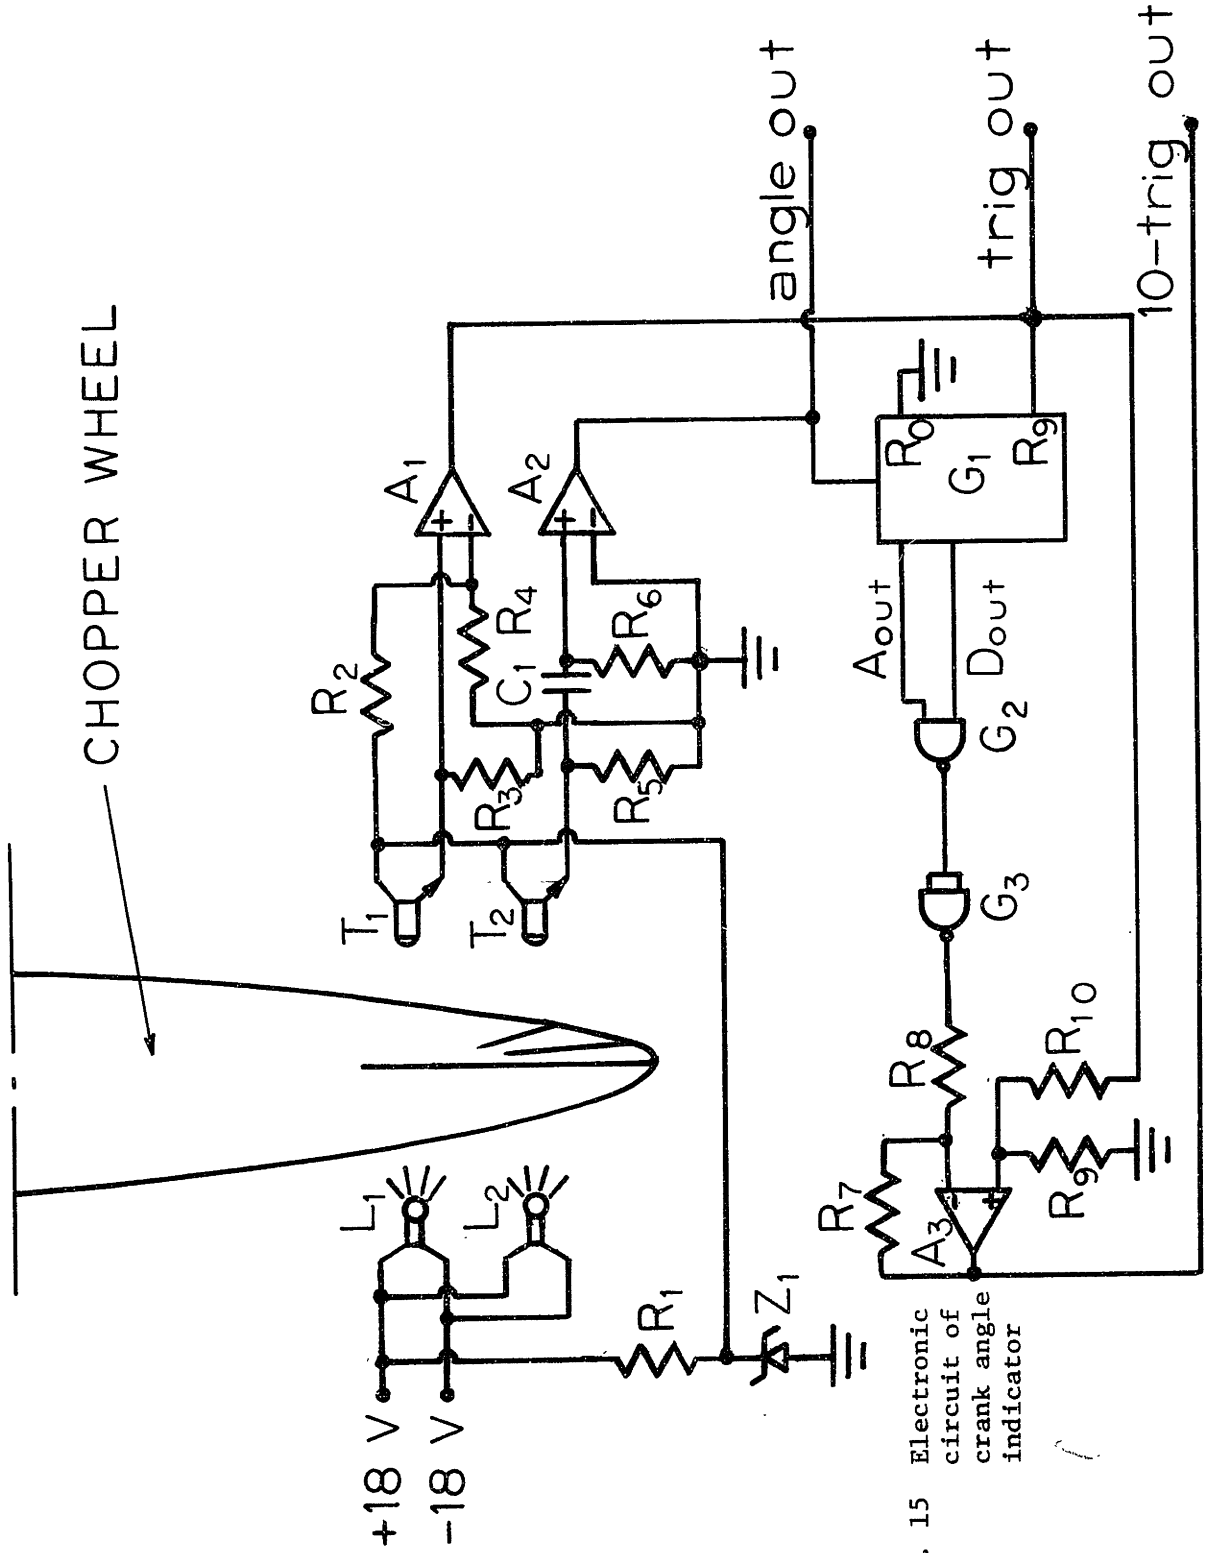 CHOPPER WHEEL
+18 V
-18 V
L1
L2
T1
T2
R1
Z1
R2
R3
R4
C1
R5
R6
A1
+
−
A2
+
−
angle out
trig out
10-trig out
R0
R9
G1
Aout
Dout
G2
G3
R8
R7
A3
−
+
R9
R10
. 15 Electronic
circuit of
crank angle
indicator